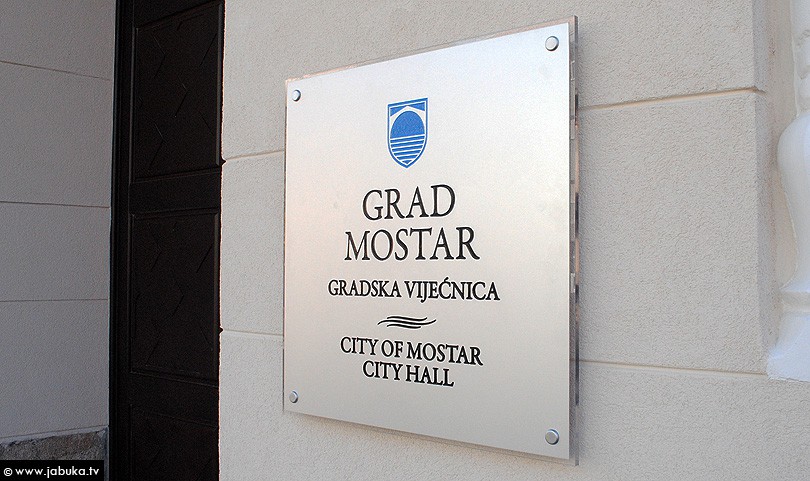 GRAD
MOSTAR
GRADSKA VIJEĆNICA
CITY OF MOSTAR
CITY HALL
© www.jabuka.tv